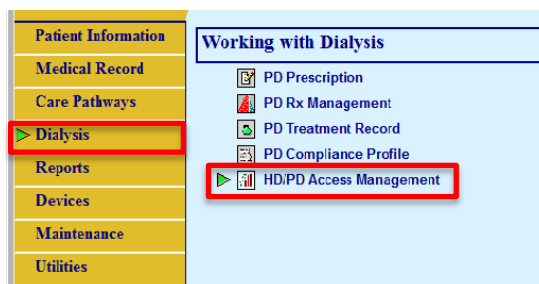 Patient Information
Medical Record
Care Pathways
Dialysis
Reports
Devices
Maintenance
Utilities
Working with Dialysis
PD Prescription
PD Rx Management
PD Treatment Record
PD Compliance Profile
HD/PD Access Management